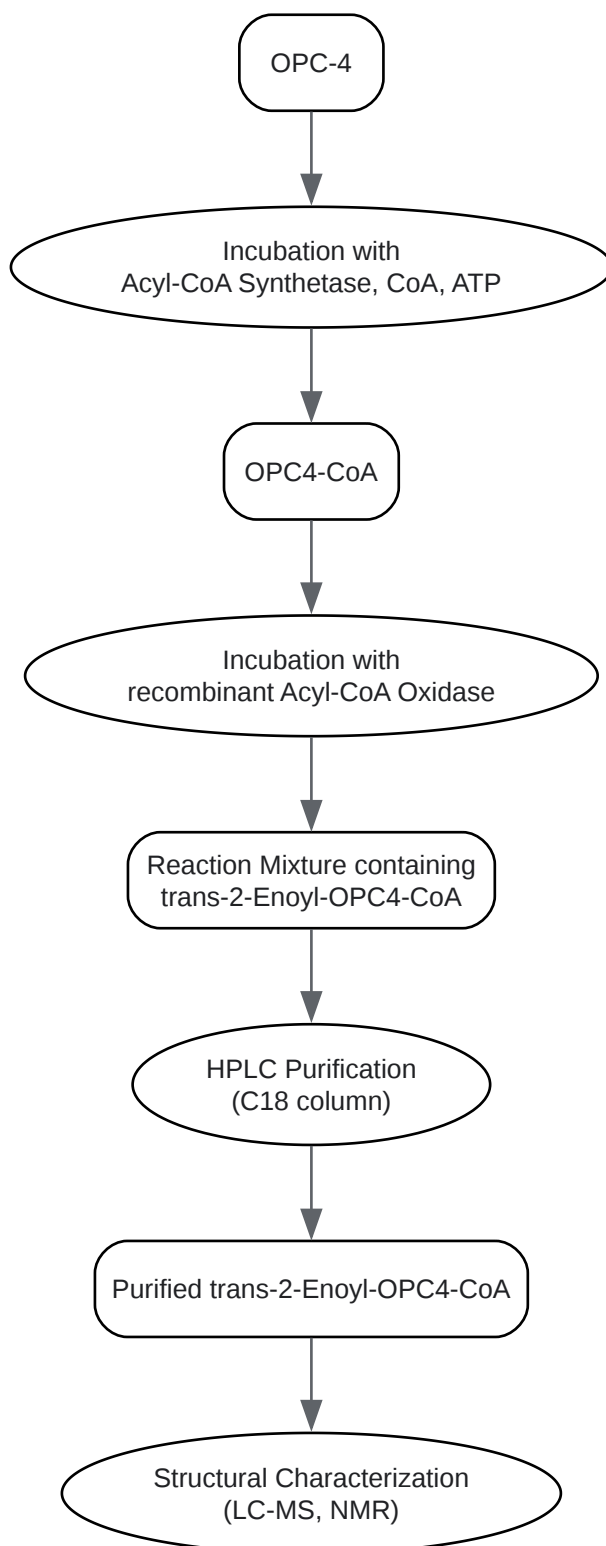 OPC-4
Incubation with
Acyl-CoA Synthetase, CoA, ATP
OPC4-CoA
Incubation with
recombinant Acyl-CoA Oxidase
Reaction Mixture containing
trans-2-Enoyl-OPC4-CoA
HPLC Purification
(C18 column)
Purified trans-2-Enoyl-OPC4-CoA
Structural Characterization
(LC-MS, NMR)